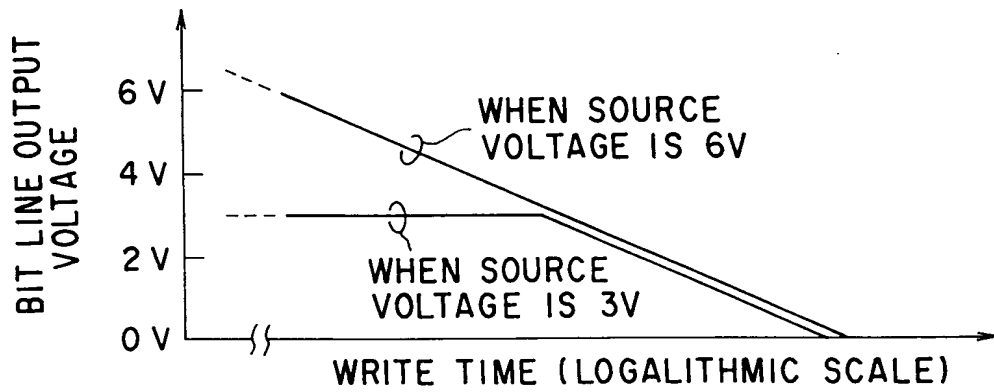 BIT LINE OUTPUT
VOLTAGE
6 V
4 V
2 V
0 V
WHEN SOURCE
VOLTAGE IS 6V
WHEN SOURCE
VOLTAGE IS 3V
WRITE TIME (LOGALITHMIC SCALE)